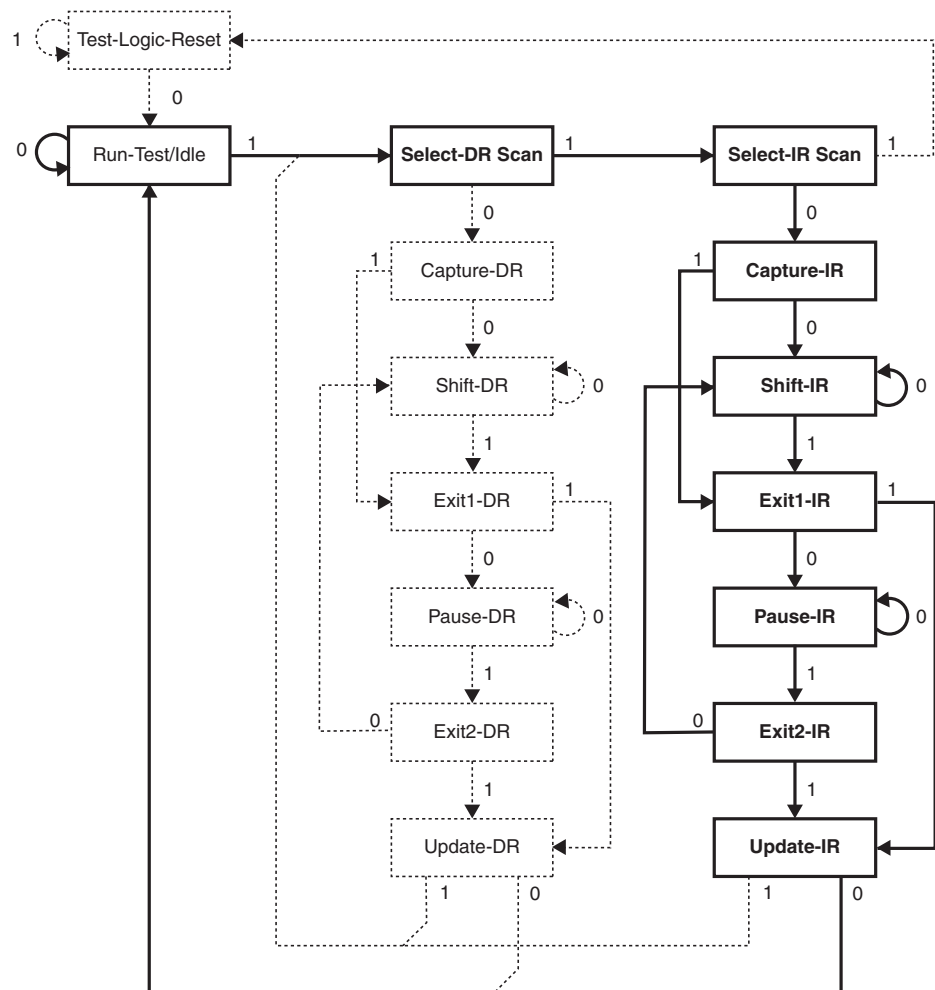 1
Test-Logic-Reset
0
0
Run-Test/Idle
1
Select-DR Scan
1
Select-IR Scan
1
0
0
1
Capture-DR
1
Capture-IR
0
0
Shift-DR
0
Shift-IR
0
1
1
Exit1-DR
1
Exit1-IR
1
0
0
Pause-DR
0
Pause-IR
0
1
1
0
Exit2-DR
0
Exit2-IR
1
1
Update-DR
Update-IR
1
0
1
0